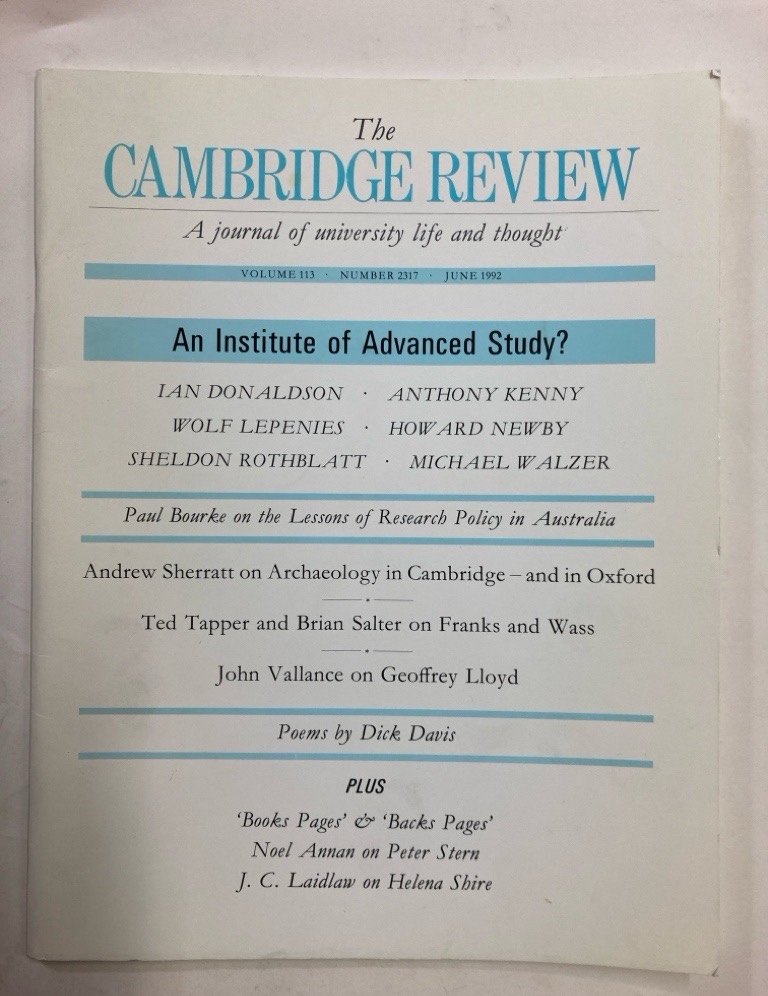 The
CAMBRIDGE REVIEW
A journal of university life and thought
VOLUME 113 · NUMBER 2317 · JUNE 1992
An Institute of Advanced Study?
IAN DONALDSON · ANTHONY KENNY
WOLF LEPENIES · HOWARD NEWBY
SHELDON ROTHBLATT · MICHAEL WALZER
Paul Bourke on the Lessons of Research Policy in Australia
Andrew Sherratt on Archaeology in Cambridge – and in Oxford
Ted Tapper and Brian Salter on Franks and Wass
John Vallance on Geoffrey Lloyd
Poems by Dick Davis
PLUS
'Books Pages' & 'Backs Pages'
Noel Annan on Peter Stern
J. C. Laidlaw on Helena Shire